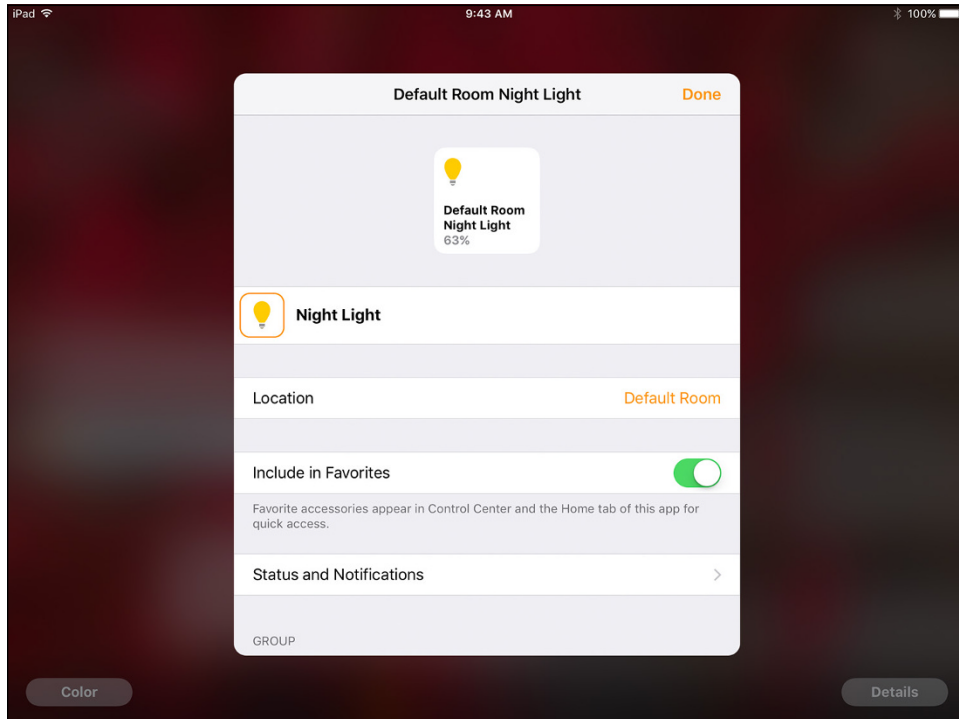 iPad 9:43 AM 100%
Default Room Night Light Done
Default Room
Night Light
63%
Night Light
Location Default Room
Include in Favorites
Favorite accessories appear in Control Center and the Home tab of this app for
quick access.
Status and Notifications
GROUP
Color Details